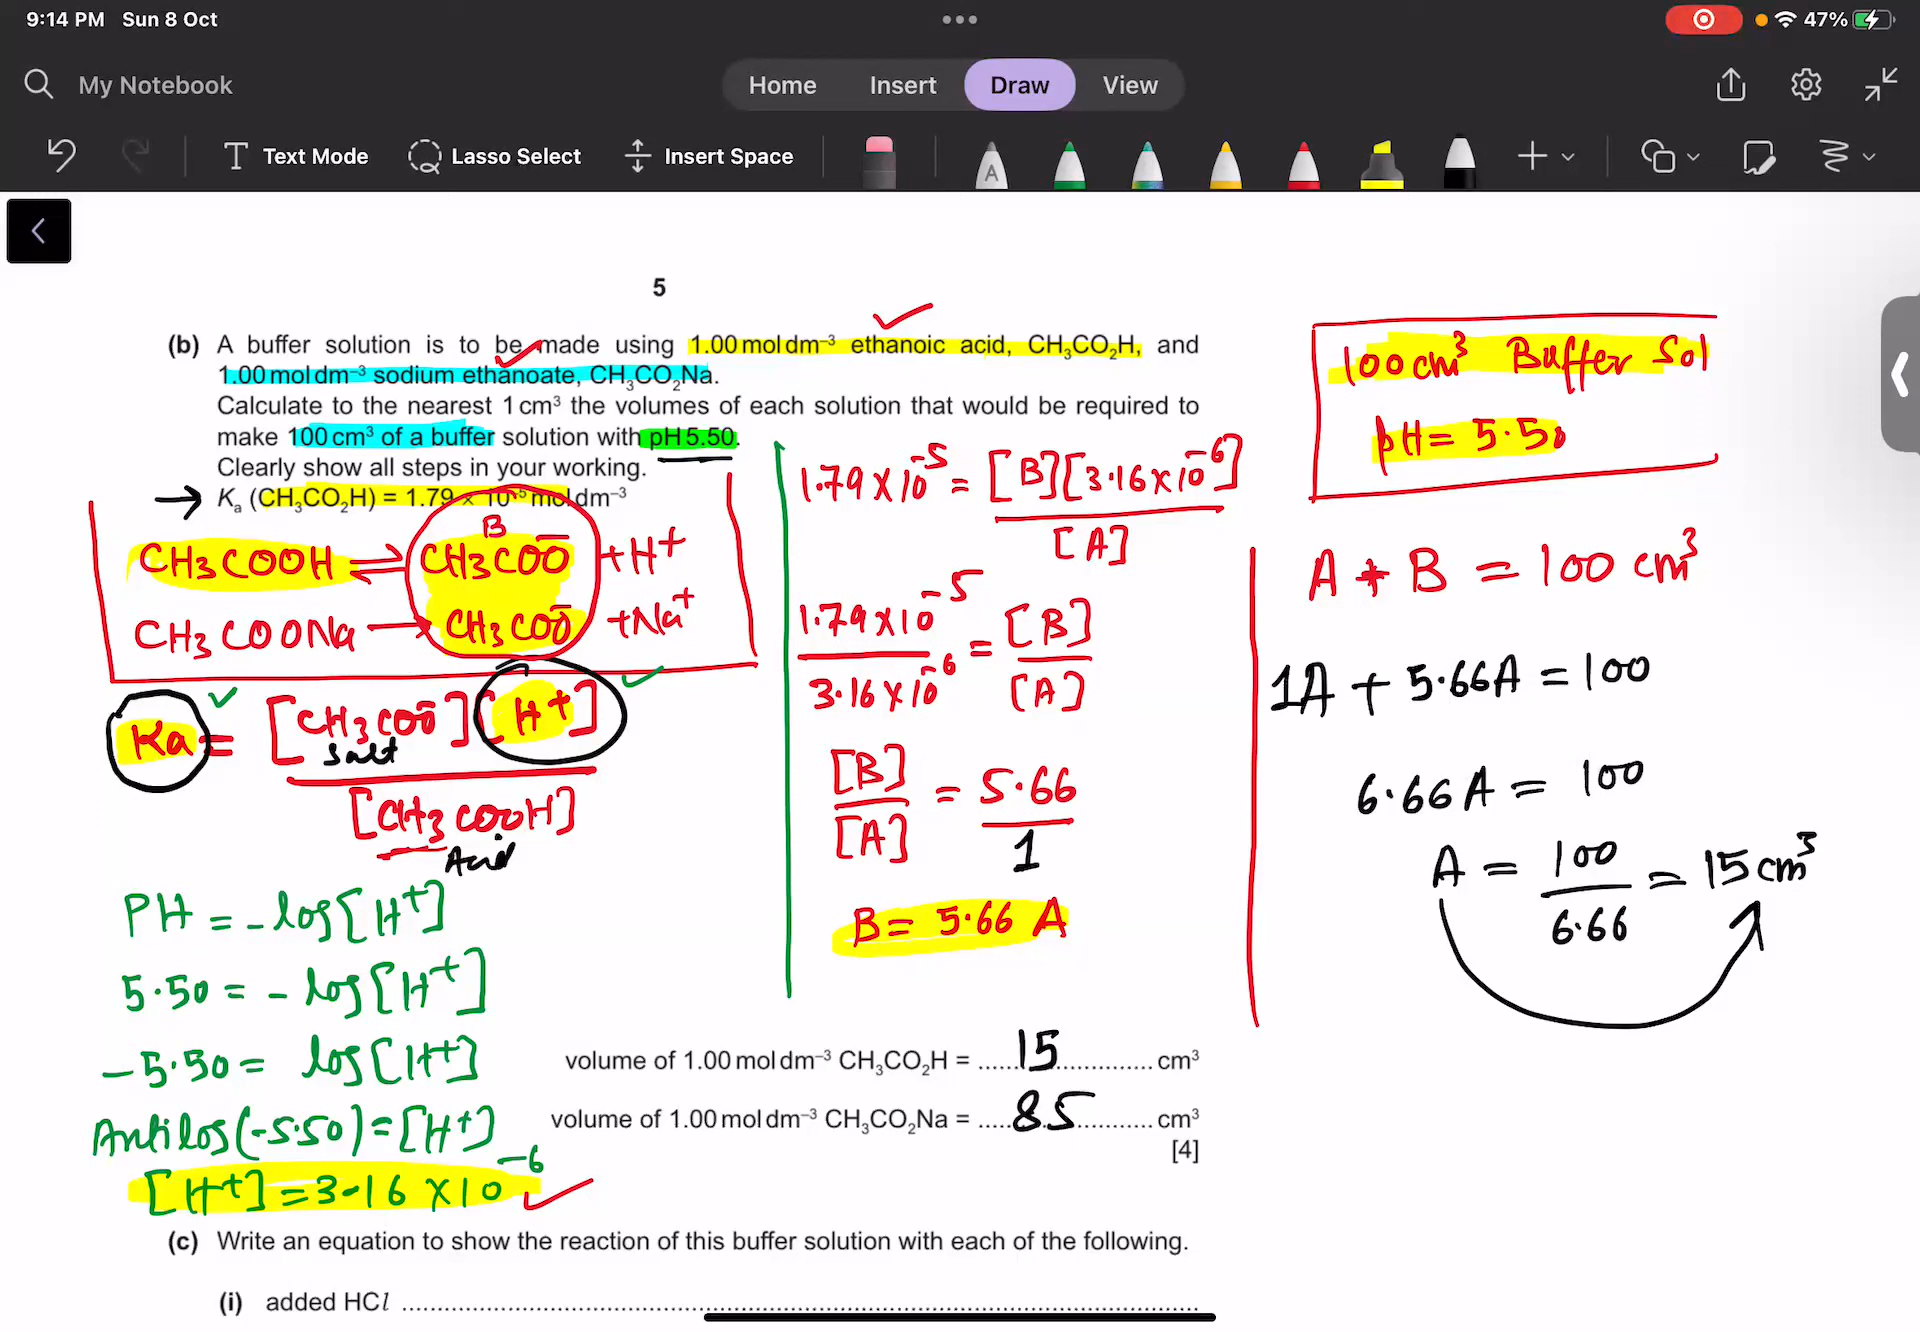 9:14 PM Sun 8 Oct
47%
My Notebook
Home Insert Draw View
Text Mode Lasso Select Insert Space
A
5
(b) A buffer solution is to be made using 1.00 mol dm⁻³ ethanoic acid, CH₃CO₂H, and
1.00 mol dm⁻³ sodium ethanoate, CH₃CO₂Na.
Calculate to the nearest 1 cm³ the volumes of each solution that would be required to
make 100 cm³ of a buffer solution with pH 5.50.
Clearly show all steps in your working.
→ Kₐ (CH₃CO₂H) = 1.79 × 10⁻⁵ mol dm⁻³
B
CH3COOH ⇌ CH3COO⁻ + H+
CH3COONa → CH3COO⁻ + Na+
Ka = [CH3COO⁻][H+]
Salt
[CH3COOH]
Acid
PH = -log[H+]
5.50 = - log[H+]
-5.50 = log[H+]
Antilog(-5.50) = [H+]
[H+] = 3.16 × 10⁻⁶
1.79 × 10⁻⁵ = [B][3.16 × 10⁻⁶]
[A]
1.79 × 10⁻⁵ = [B]
3.16 × 10⁻⁶ [A]
[B] = 5.66
[A] 1
B = 5.66 A
100 cm³ Buffer Sol
pH = 5.50
A + B = 100 cm³
1A + 5.66A = 100
6.66A = 100
A = 100 = 15 cm³
6.66
volume of 1.00 mol dm⁻³ CH₃CO₂H = ......15............... cm³
volume of 1.00 mol dm⁻³ CH₃CO₂Na = .....85............ cm³
[4]
(c) Write an equation to show the reaction of this buffer solution with each of the following.
(i) added HCl ........................................................................